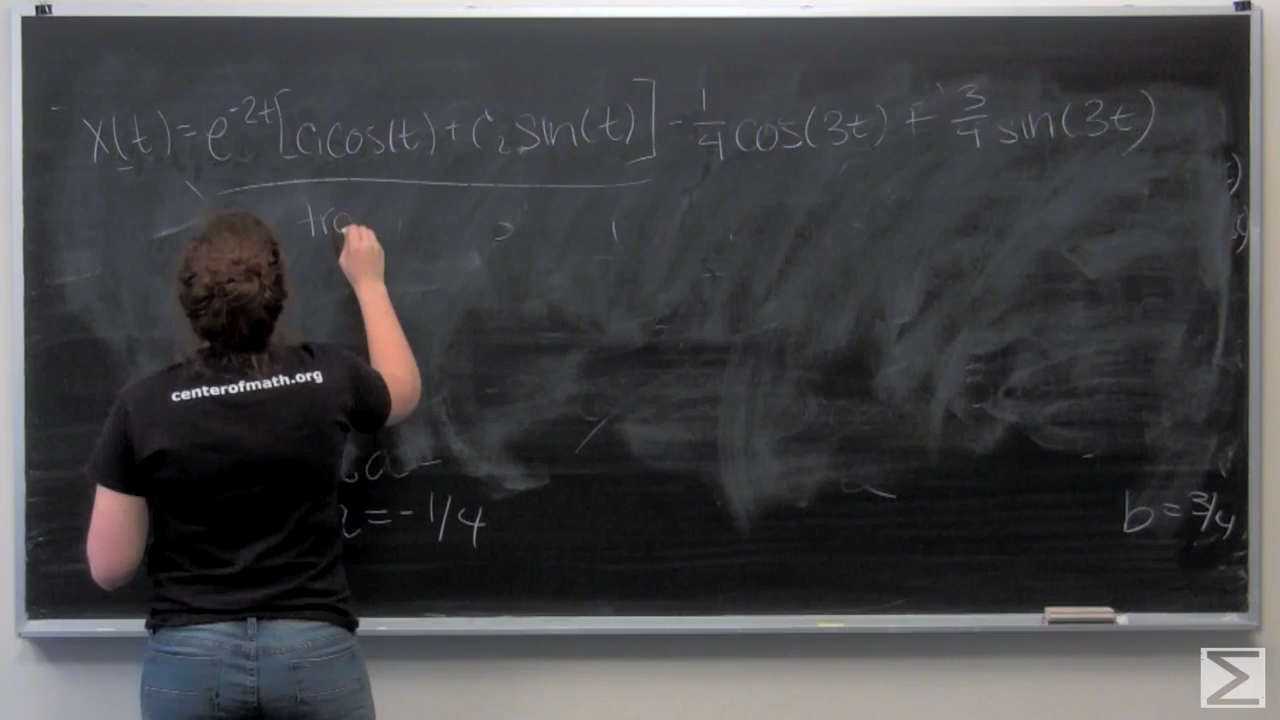 x(t)=e^{-2t}[c₁cos(t)+c₂sin(t)] - 1/4 cos(3t) + 3/4 sin(3t)
tra
centerofmath.org
a=-1/4
b=3/4
Σ